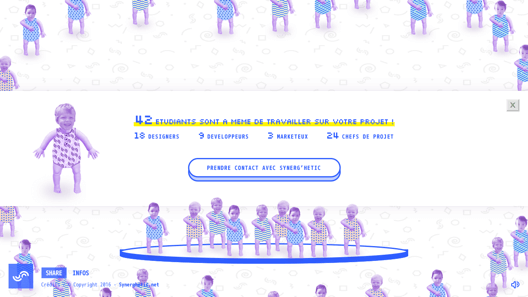 X
42 ETUDIANTS SONT A MEME DE TRAVAILLER SUR VOTRE PROJET !
18 DESIGNERS 9 DEVELOPPEURS 3 MARKETEUX 24 CHEFS DE PROJET
PRENDRE CONTACT AVEC SYNERG'HETIC
SHARE INFOS
Copyright 2016 - Synerghetic.net